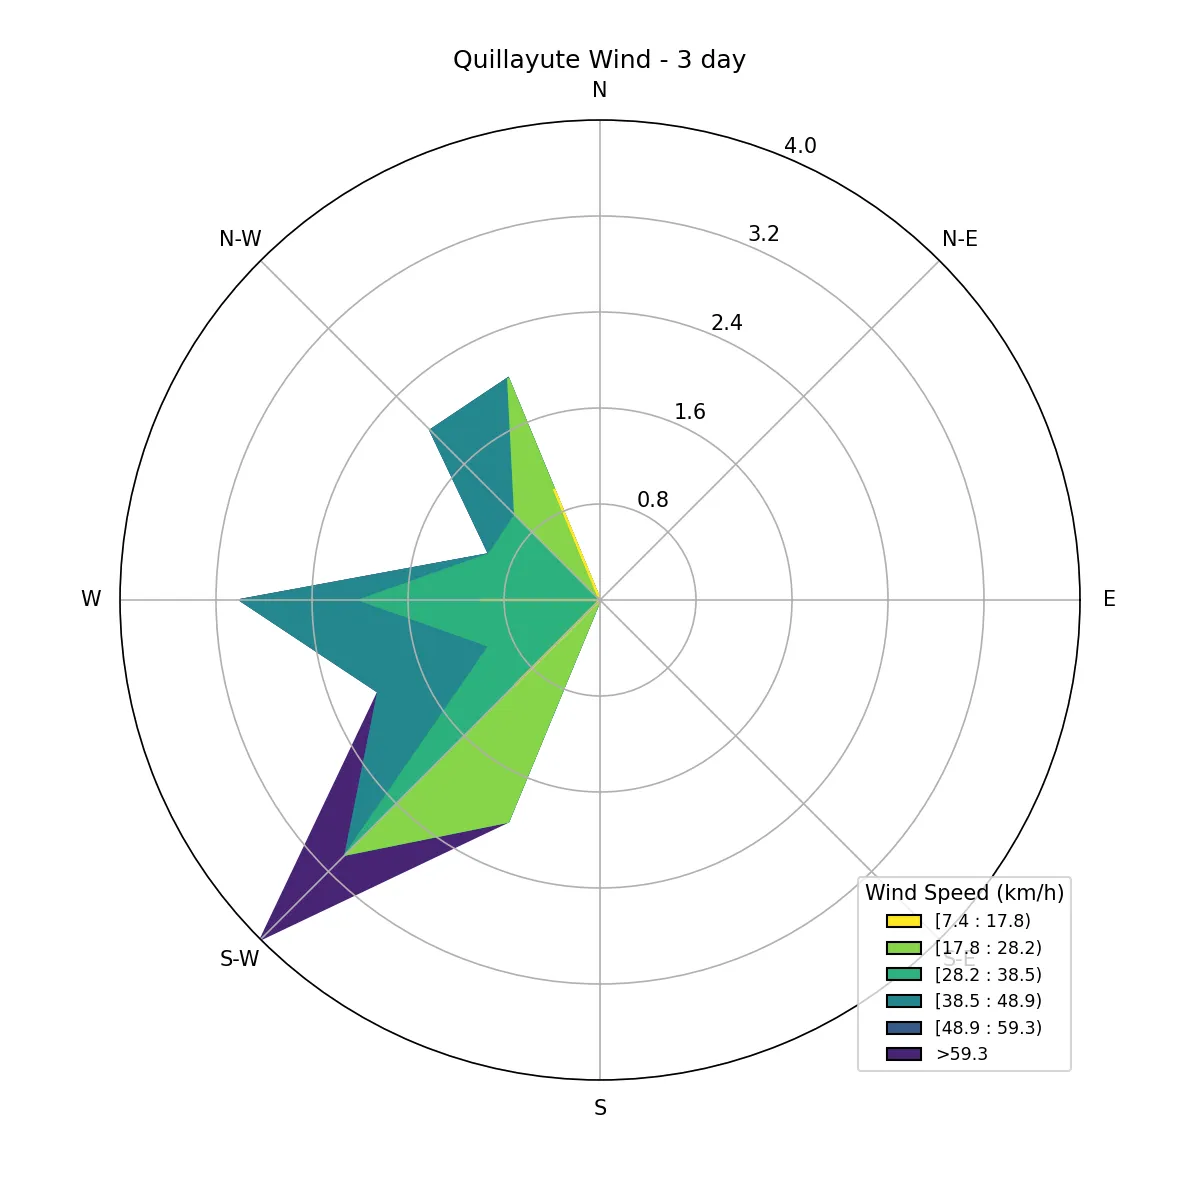 Quillayute Wind - 3 day
N
4.0
N-W
3.2
N-E
2.4
1.6
0.8
W
E
S-W
S-E
S
Wind Speed (km/h)
[7.4 : 17.8)
[17.8 : 28.2)
[28.2 : 38.5)
[38.5 : 48.9)
[48.9 : 59.3)
>59.3